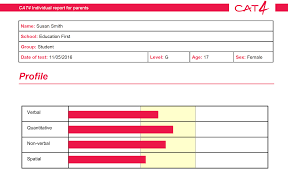 CAT4 Individual report for parents
CAT4
Name: Susan Smith
School: Education First
Group: Student
Date of test: 11/05/2016 Level: G Age: 17 Sex: Female
Profile
Verbal
Quantitative
Non-verbal
Spatial